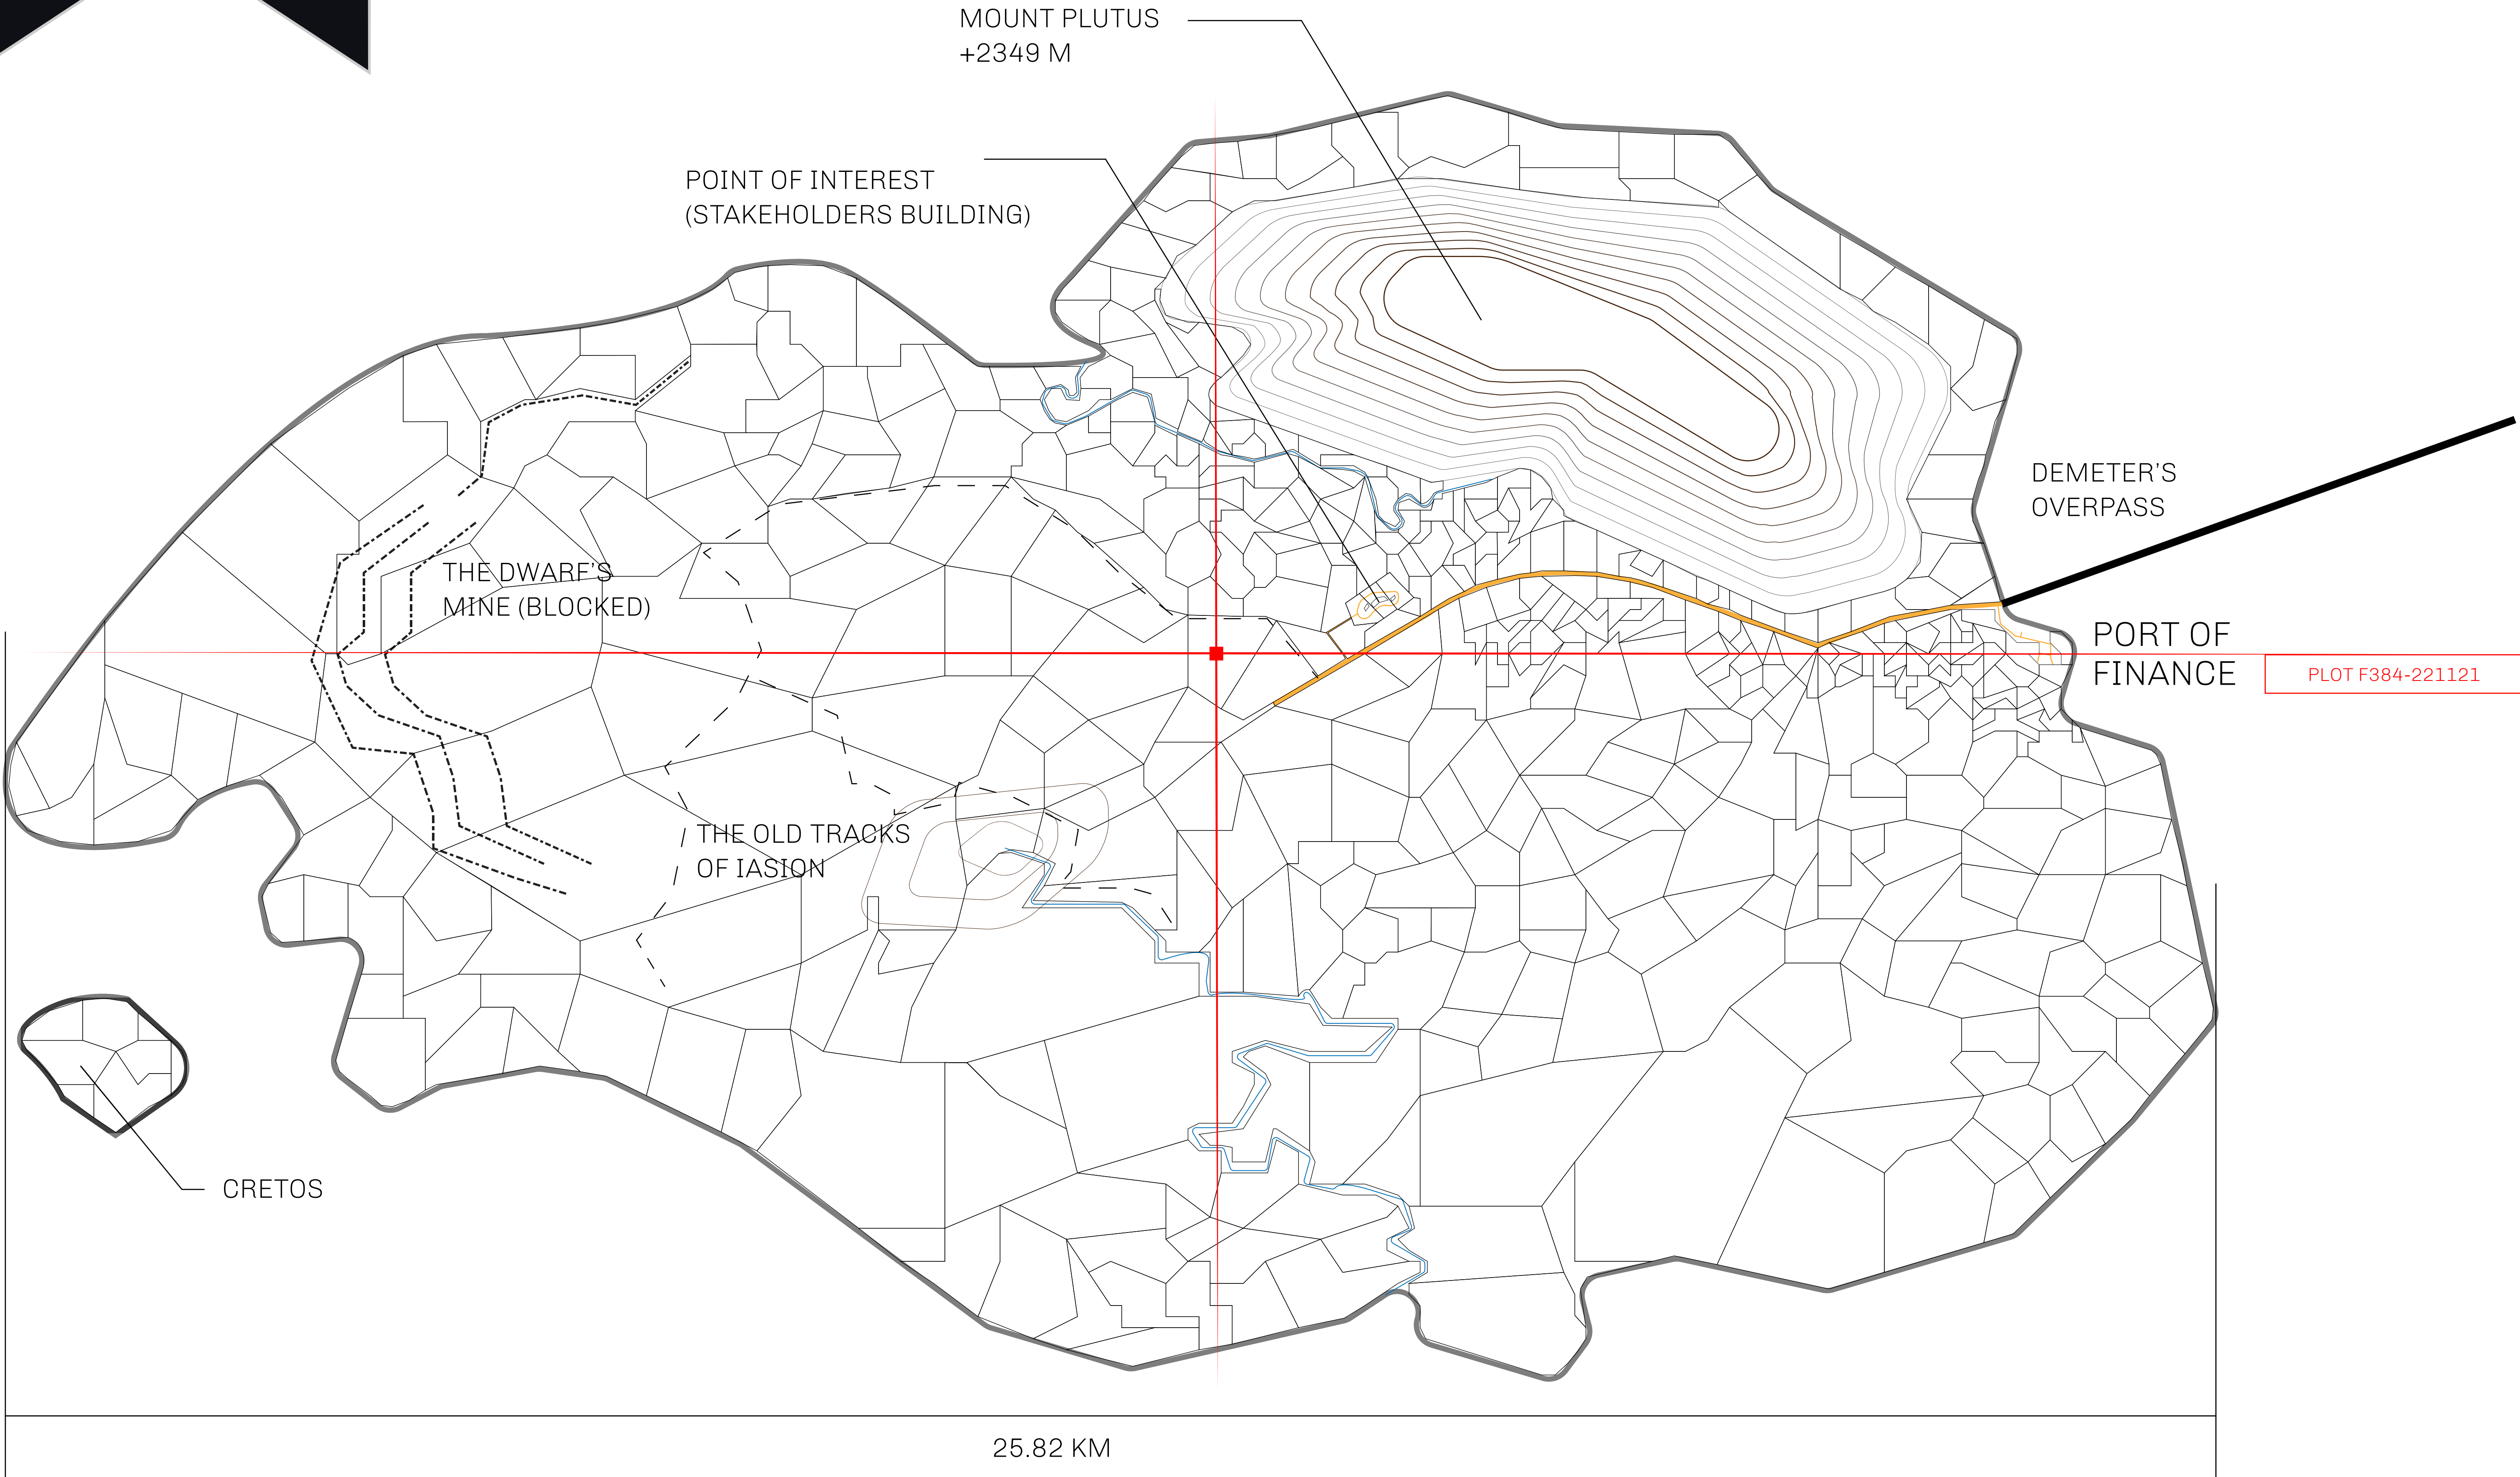 MOUNT PLUTUS
+2349 M
POINT OF INTEREST
(STAKEHOLDERS BUILDING)
DEMETER'S
OVERPASS
THE DWARF'S
MINE (BLOCKED)
PORT OF
FINANCE
PLOT F384-221121
THE OLD TRACKS
OF IASION
CRETOS
25.82 KM